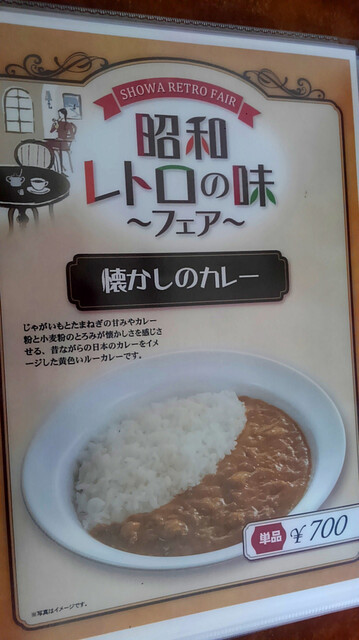 SHOWA RETRO FAIR
昭和
レトロの味
～フェア～
懐かしのカレー
じゃがいもとたまねぎの甘みやカレー
粉と小麦粉のとろみが懐かしさを感じさ
せる、昔ながらの日本のカレーをイメ
ージした黄色いルーカレーです。
単品 ¥700
※写真はイメージです。